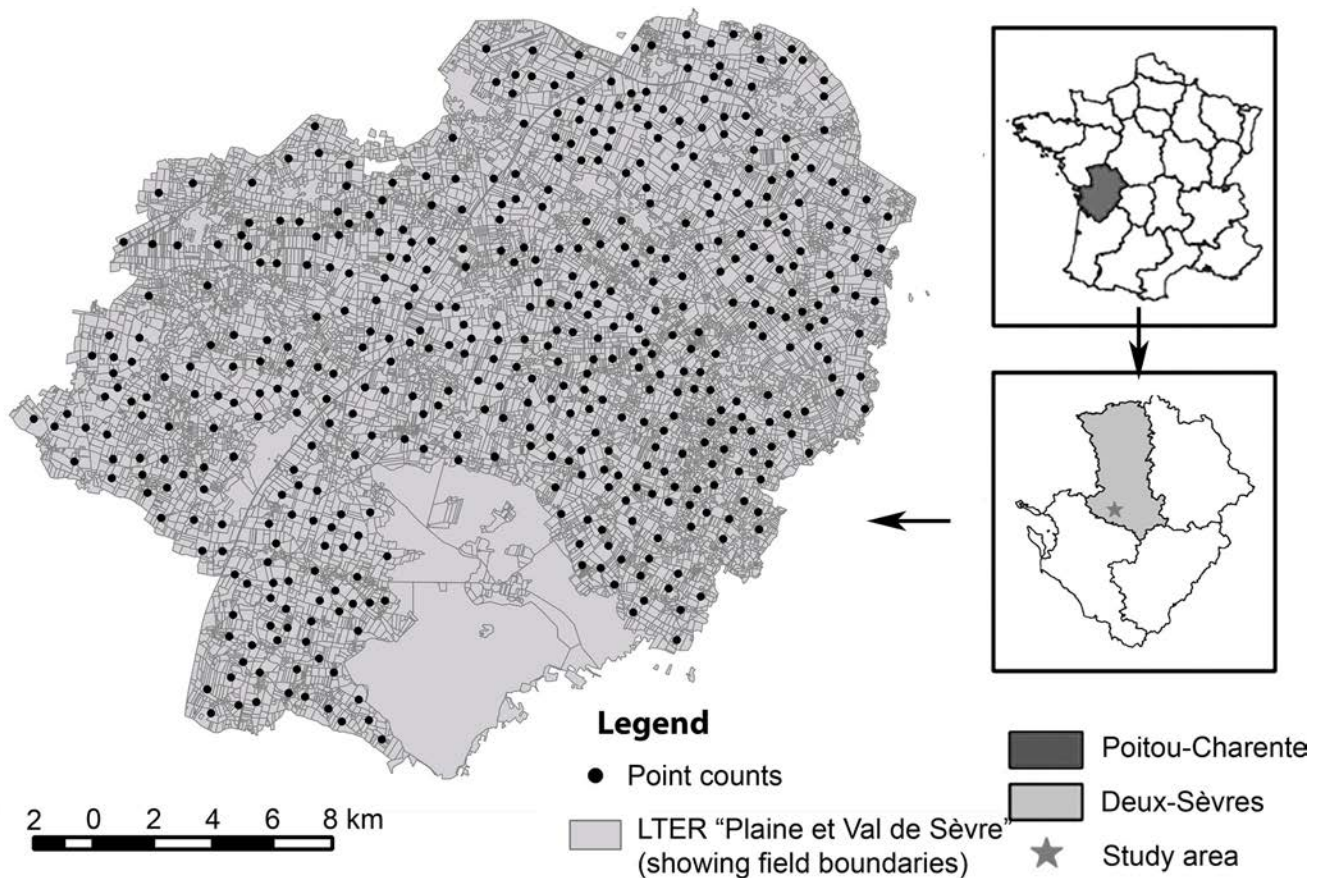 Legend
Point counts
LTER “Plaine et Val de Sèvre”
(showing field boundaries)
Poitou-Charente
Deux-Sèvres
Study area
2 0 2 4 6 8 km